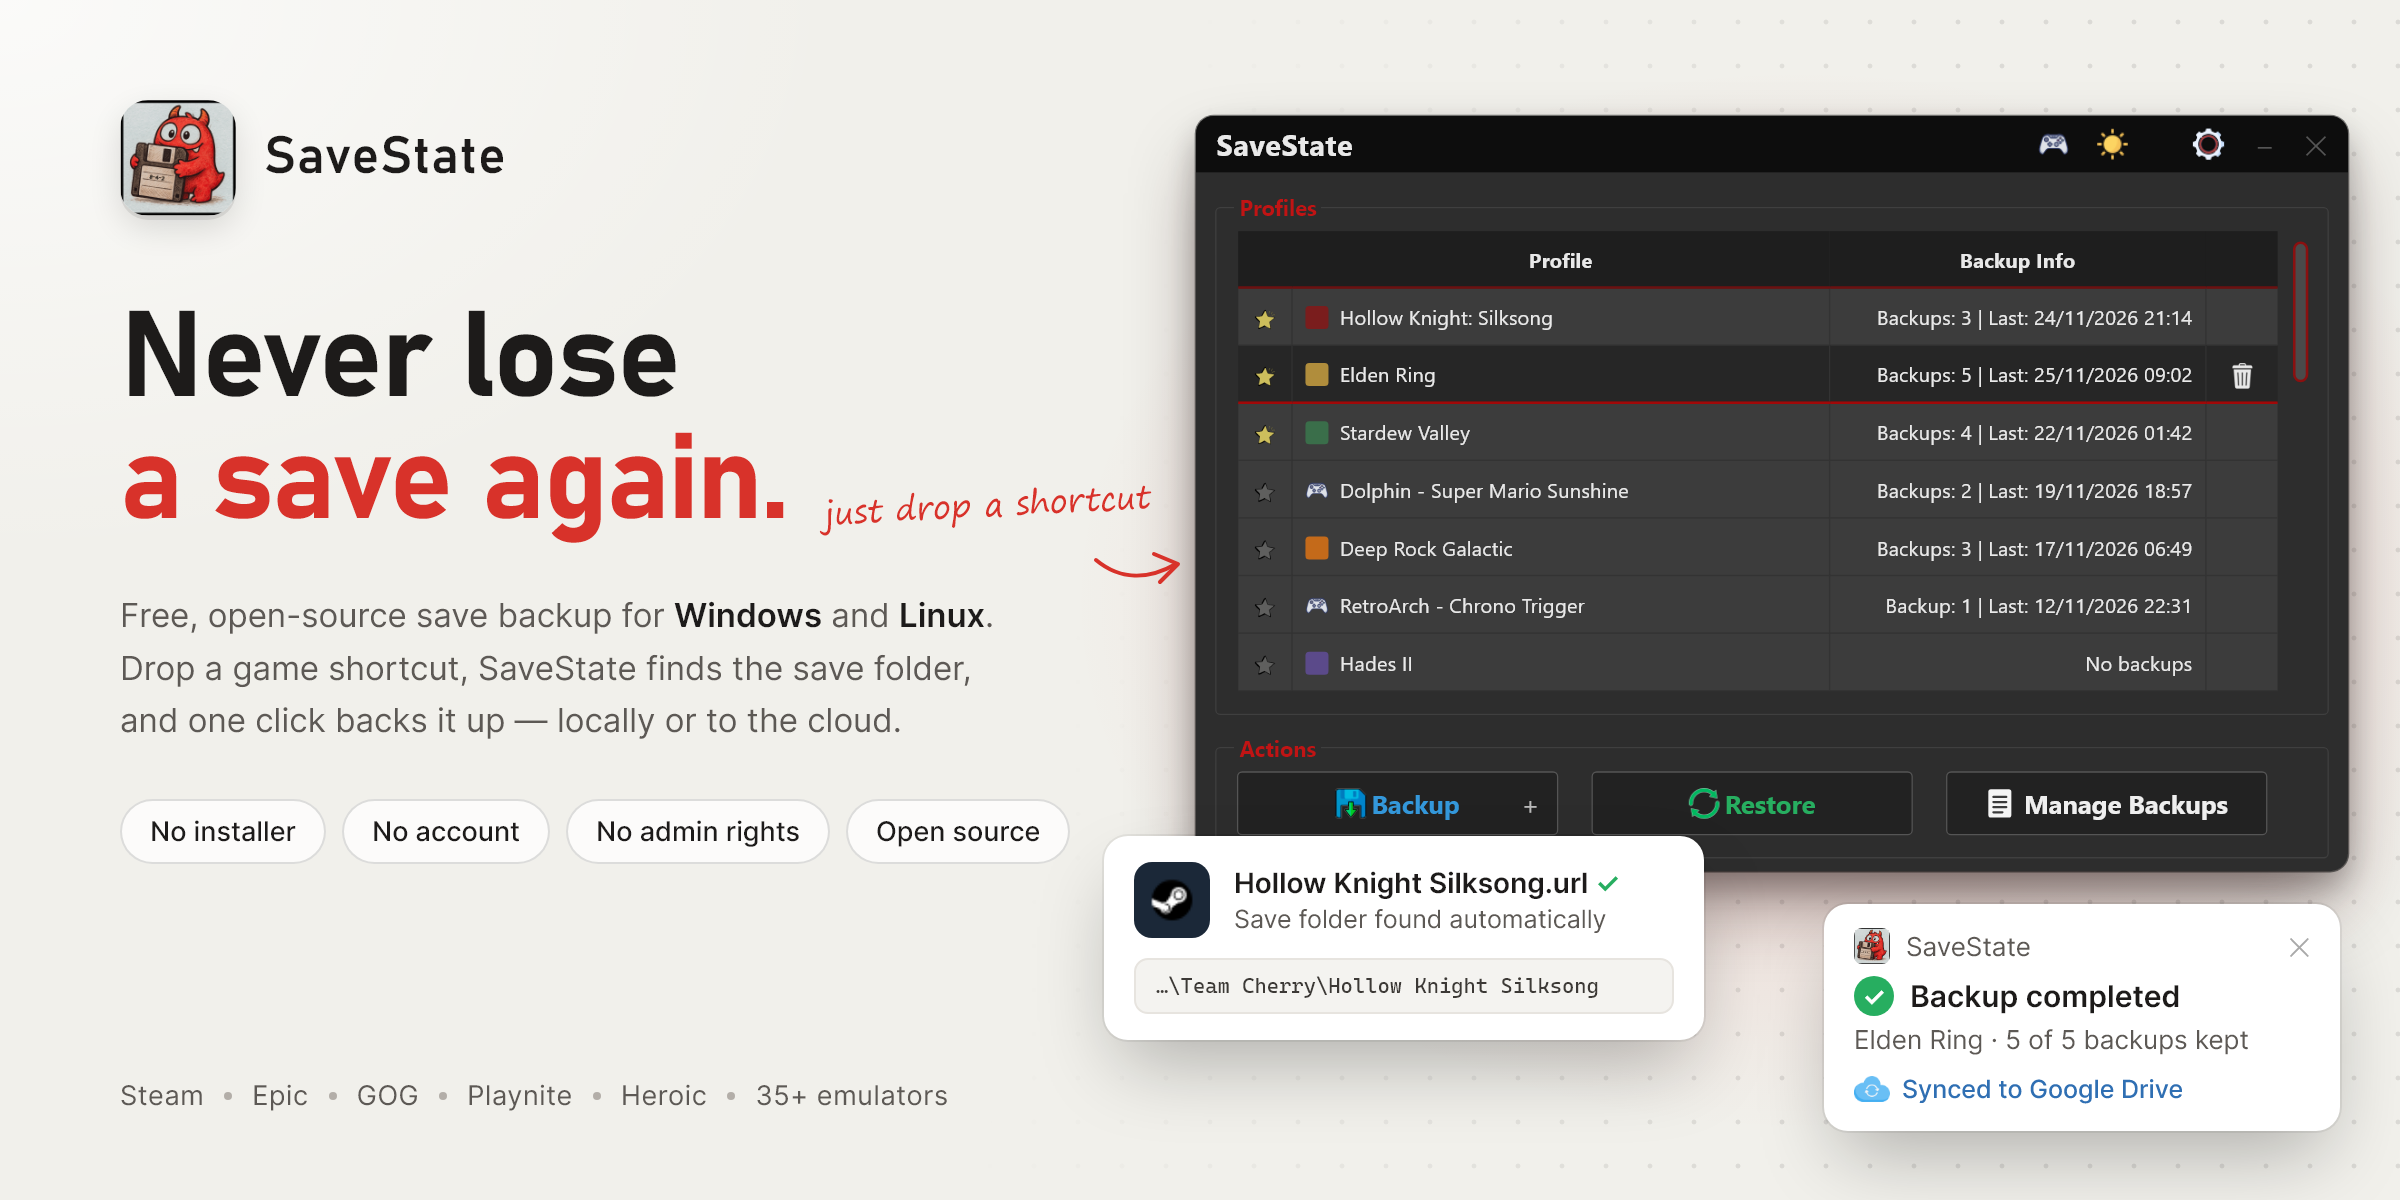 SaveState
Never lose
a save again.
just drop a shortcut
Free, open-source save backup for Windows and Linux.
Drop a game shortcut, SaveState finds the save folder,
and one click backs it up — locally or to the cloud.
No installer
No account
No admin rights
Open source
Steam • Epic • GOG • Playnite • Heroic • 35+ emulators
SaveState
Profiles
Profile Backup Info
Hollow Knight: Silksong Backups: 3 | Last: 24/11/2026 21:14
Elden Ring Backups: 5 | Last: 25/11/2026 09:02
Stardew Valley Backups: 4 | Last: 22/11/2026 01:42
Dolphin - Super Mario Sunshine Backups: 2 | Last: 19/11/2026 18:57
Deep Rock Galactic Backups: 3 | Last: 17/11/2026 06:49
RetroArch - Chrono Trigger Backup: 1 | Last: 12/11/2026 22:31
Hades II No backups
Actions
Backup +
Restore
Manage Backups
Hollow Knight Silksong.url
Save folder found automatically
…\Team Cherry\Hollow Knight Silksong
SaveState
Backup completed
Elden Ring · 5 of 5 backups kept
Synced to Google Drive